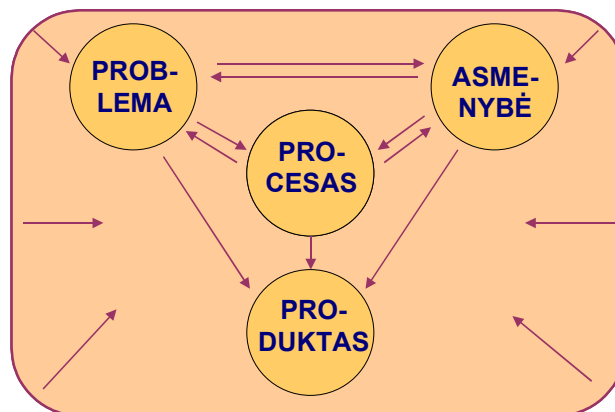 PROB-
LEMA
ASME-
NYBĖ
PRO-
CESAS
PRO-
DUKTAS